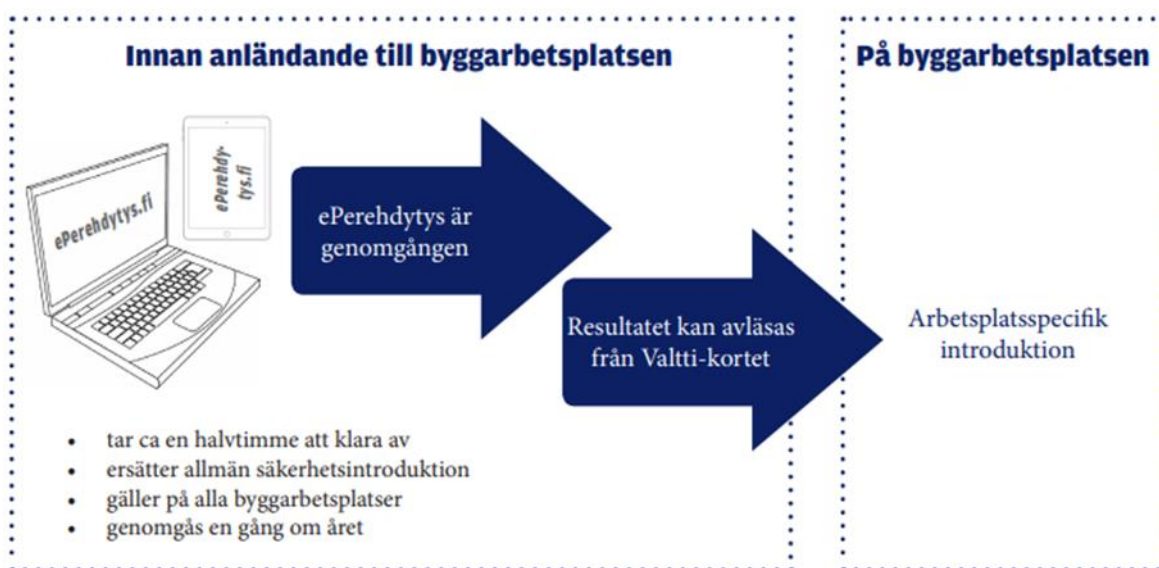 Innan anländande till byggarbetsplatsen
ePerehdytys.fi
ePerehdy-
tys.fi
ePerehdytys är
genomgången
Resultatet kan avläsas
från Valtti-kortet
• tar ca en halvtimme att klara av
• ersätter allmän säkerhetsintroduktion
• gäller på alla byggarbetsplatser
• genomgås en gång om året
På byggarbetsplatsen
Arbetsplatsspecifik
introduktion